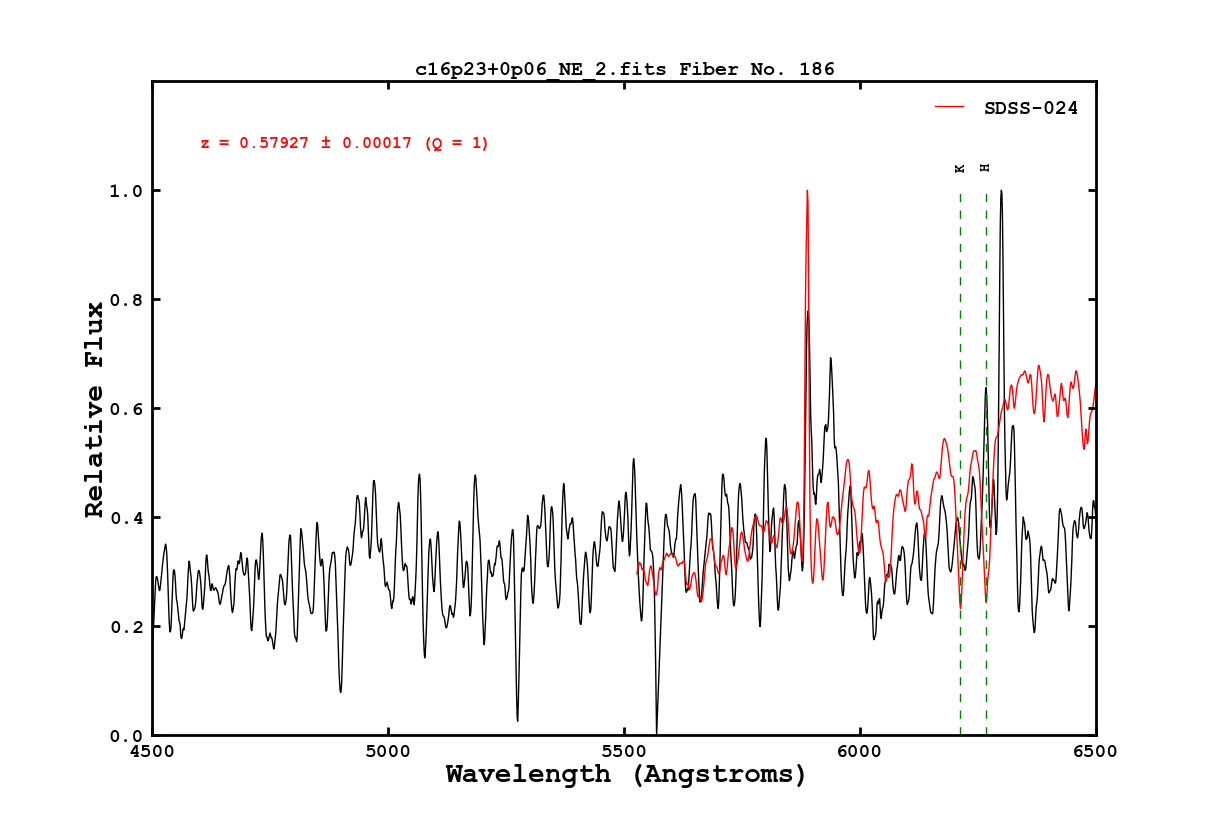 c16p23+0p06_NE_2.fits Fiber No. 186
SDSS-024
z = 0.57927 ± 0.00017 (Q = 1)
K
H
1.0
0.8
0.6
0.4
0.2
0.0
Relative Flux
4500
5000
5500
6000
6500
Wavelength (Angstroms)